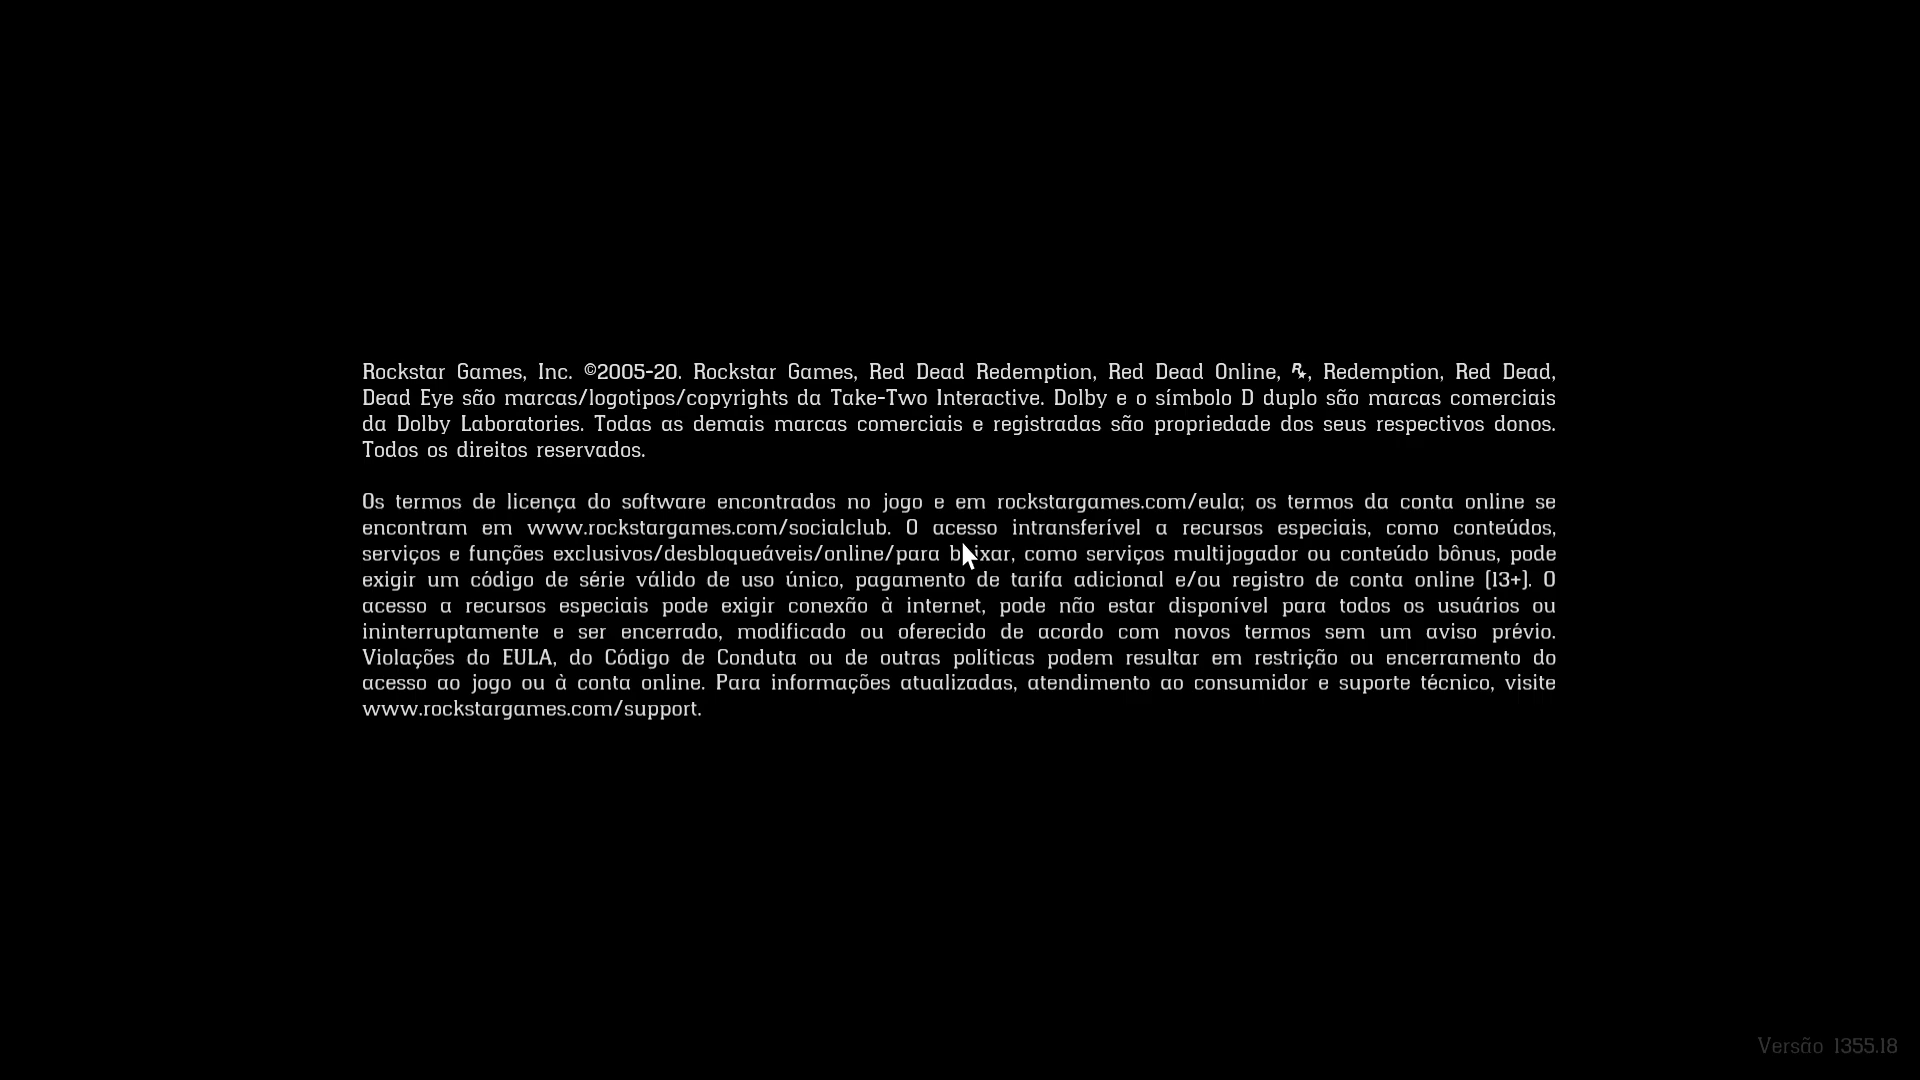 Rockstar Games, Inc. ©2005-20. Rockstar Games, Red Dead Redemption, Red Dead Online, R★, Redemption, Red Dead,
Dead Eye são marcas/logotipos/copyrights da Take-Two Interactive. Dolby e o símbolo D duplo são marcas comerciais
da Dolby Laboratories. Todas as demais marcas comerciais e registradas são propriedade dos seus respectivos donos.
Todos os direitos reservados.
Os termos de licença do software encontrados no jogo e em rockstargames.com/eula; os termos da conta online se
encontram em www.rockstargames.com/socialclub. O acesso intransferível a recursos especiais, como conteúdos,
serviços e funções exclusivos/desbloqueáveis/online/para baixar, como serviços multijogador ou conteúdo bônus, pode
exigir um código de série válido de uso único, pagamento de tarifa adicional e/ou registro de conta online (13+). O
acesso a recursos especiais pode exigir conexão à internet, pode não estar disponível para todos os usuários ou
ininterruptamente e ser encerrado, modificado ou oferecido de acordo com novos termos sem um aviso prévio.
Violações do EULA, do Código de Conduta ou de outras políticas podem resultar em restrição ou encerramento do
acesso ao jogo ou à conta online. Para informações atualizadas, atendimento ao consumidor e suporte técnico, visite
www.rockstargames.com/support.
Versão 1355.18